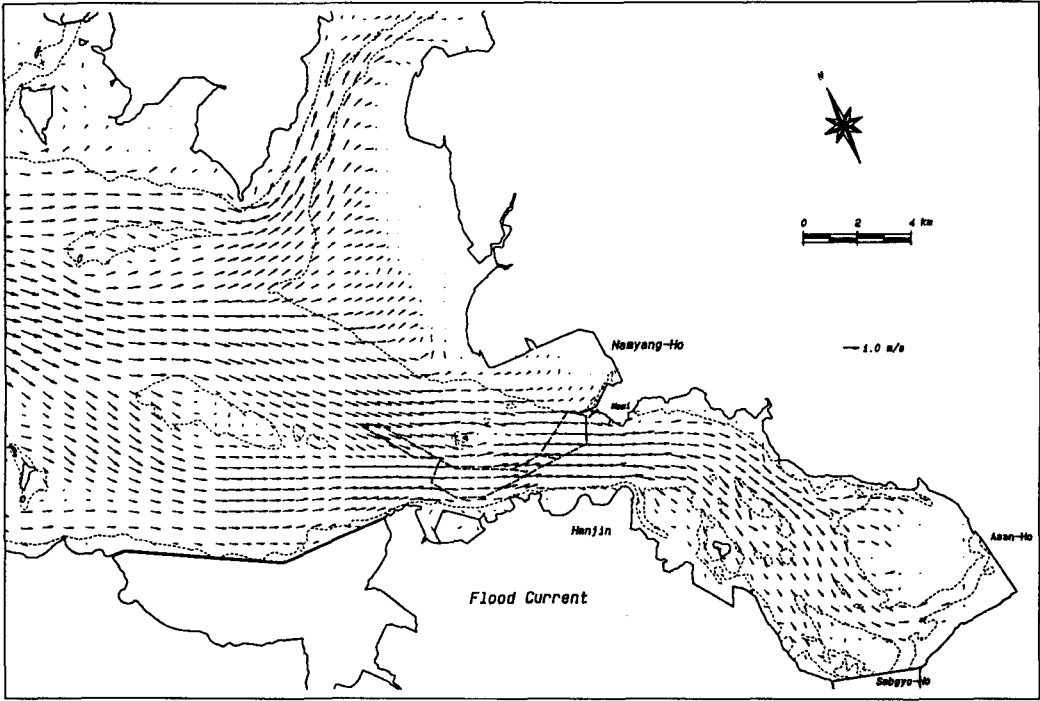 N
0 2 4 km
Namyang-Ho
1.0 m/s
Hanjin
Asan-Ho
Flood Current
Sabgyo-Ho